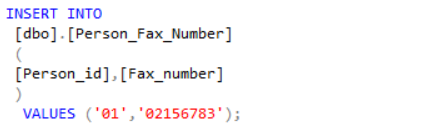 INSERT INTO
[dbo].[Person_Fax_Number]
(
[Person_id],[Fax_number]
)
VALUES ('01','02156783');